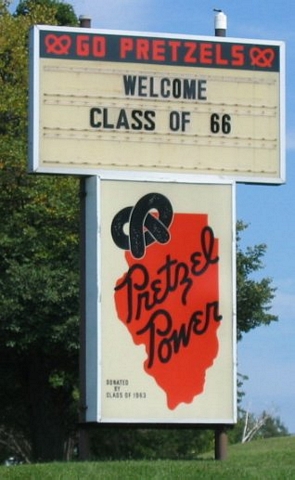 GO PRETZELS
WELCOME
CLASS OF 66
Pretzel
Power
DONATED
BY
CLASS OF 1963